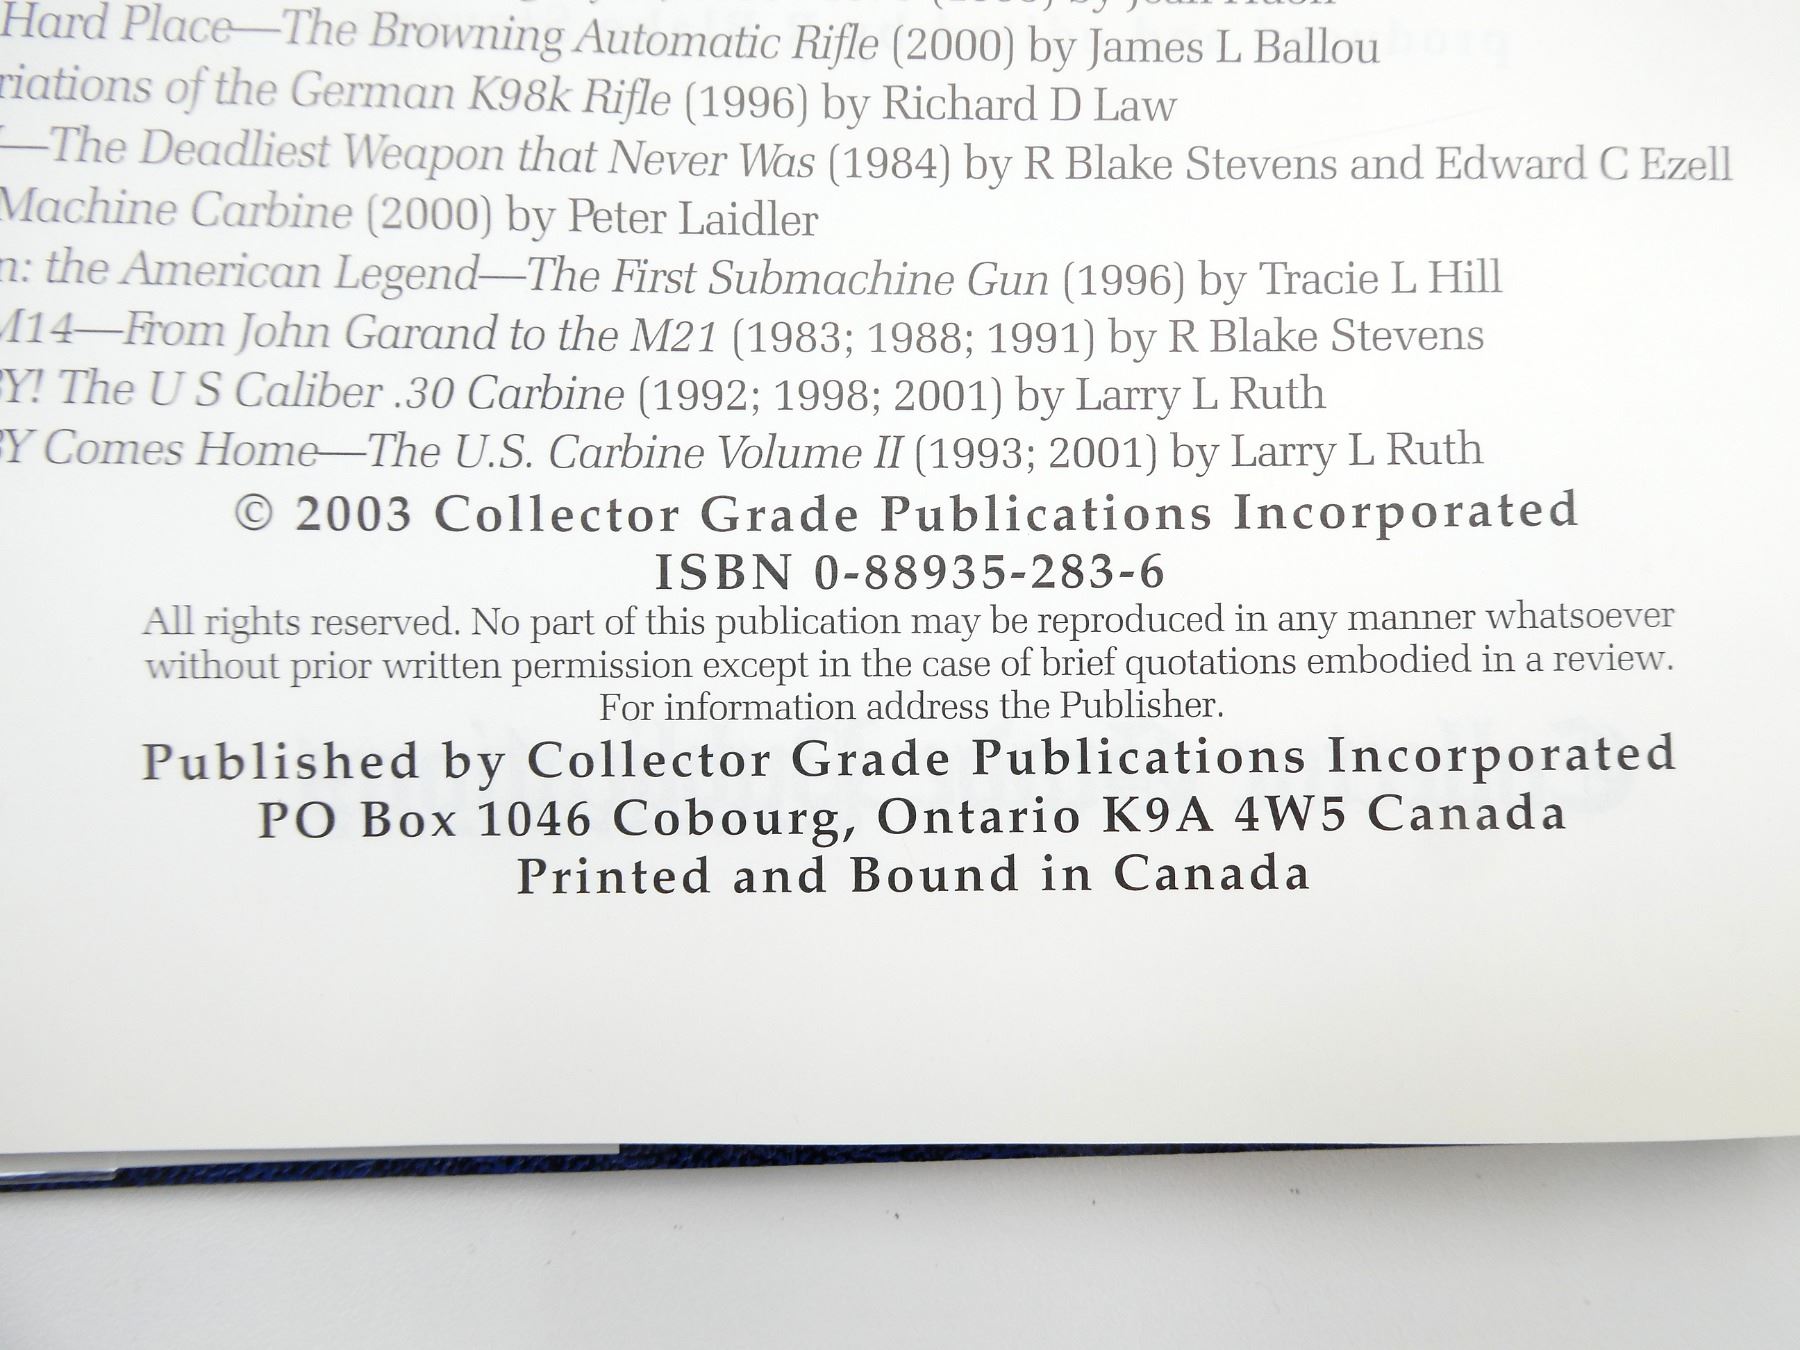 Hard Place—The Browning Automatic Rifle (2000) by James L Ballou
riations of the German K98k Rifle (1996) by Richard D Law
—The Deadliest Weapon that Never Was (1984) by R Blake Stevens and Edward C Ezell
Machine Carbine (2000) by Peter Laidler
n: the American Legend—The First Submachine Gun (1996) by Tracie L Hill
M14—From John Garand to the M21 (1983; 1988; 1991) by R Blake Stevens
BY! The U S Caliber .30 Carbine (1992; 1998; 2001) by Larry L Ruth
BY Comes Home—The U.S. Carbine Volume II (1993; 2001) by Larry L Ruth
© 2003 Collector Grade Publications Incorporated
ISBN 0-88935-283-6
All rights reserved. No part of this publication may be reproduced in any manner whatsoever
without prior written permission except in the case of brief quotations embodied in a review.
For information address the Publisher.
Published by Collector Grade Publications Incorporated
PO Box 1046 Cobourg, Ontario K9A 4W5 Canada
Printed and Bound in Canada